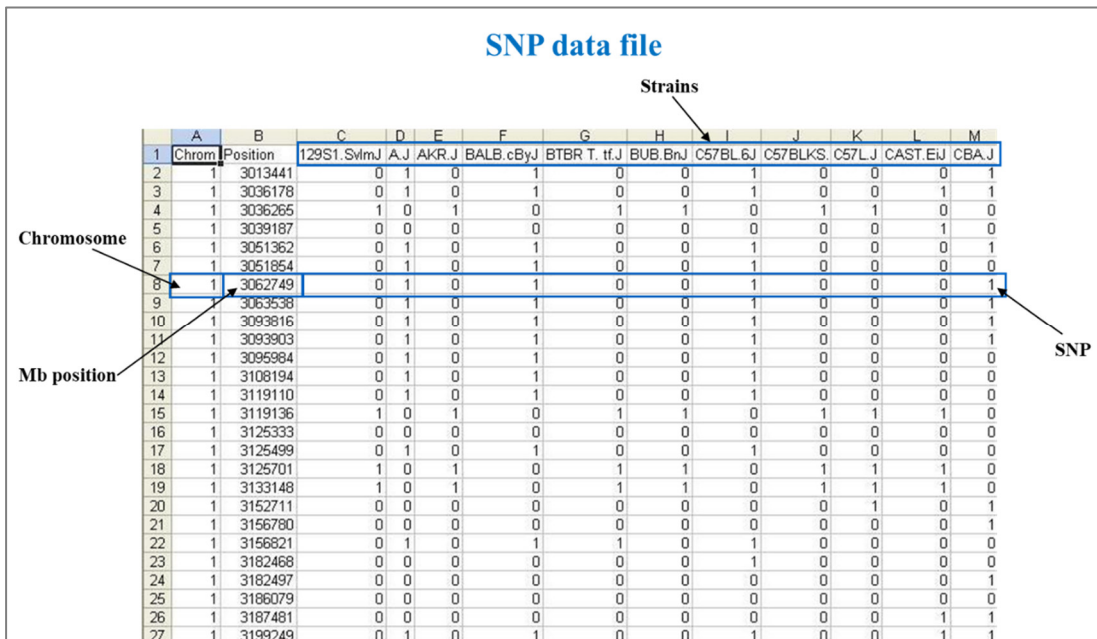 SNP data file
Strains
A B C D E F G H I J K L M
1 Chrom Position 129S1.SvImJ A.J AKR.J BALB.cByJ BTBR T. tf.J BUB.BnJ C57BL.6J C57BLKS. C57L.J CAST.EiJ CBA.J
2 1 3013441 0 1 0 1 0 0 1 0 0 0 1
3 1 3036178 0 1 0 1 0 0 1 0 0 1 1
4 1 3036265 1 0 1 0 1 1 0 1 1 0 0
5 1 3039187 0 0 0 0 0 0 0 0 0 1 0
Chromosome
6 1 3051362 0 1 0 1 0 0 1 0 0 0 1
7 1 3051854 0 1 0 1 0 0 1 0 0 0 0
8 1 3062749 0 1 0 1 0 0 1 0 0 0 1
9 1 3063538 0 1 0 1 0 0 1 0 0 0 1
10 1 3093816 0 1 0 1 0 0 1 0 0 0 1
11 1 3093903 0 1 0 1 0 0 1 0 0 0 1
SNP
12 1 3095984 0 1 0 1 0 0 1 0 0 0 0
Mb position
13 1 3108194 0 1 0 1 0 0 1 0 0 0 0
14 1 3119110 0 1 0 1 0 0 1 0 0 0 0
15 1 3119136 1 0 1 0 1 1 0 1 1 1 0
16 1 3125333 0 0 0 0 0 0 0 0 0 0 0
17 1 3125499 0 1 0 1 0 0 1 0 0 0 0
18 1 3125701 1 0 1 0 1 1 0 1 1 1 0
19 1 3133148 1 0 1 0 1 1 0 1 1 1 0
20 1 3152711 0 0 0 0 0 0 0 0 1 0 1
21 1 3156780 0 0 0 0 0 0 0 0 0 0 1
22 1 3156821 0 1 0 1 1 0 1 0 0 0 0
23 1 3182468 0 0 0 0 0 0 1 0 0 0 0
24 1 3182497 0 0 0 0 0 0 0 0 0 0 1
25 1 3186079 0 0 0 0 0 0 0 0 0 0 0
26 1 3187481 0 0 0 0 0 0 0 0 0 1 1
27 1 3199249 0 1 0 1 0 0 1 0 0 1 1